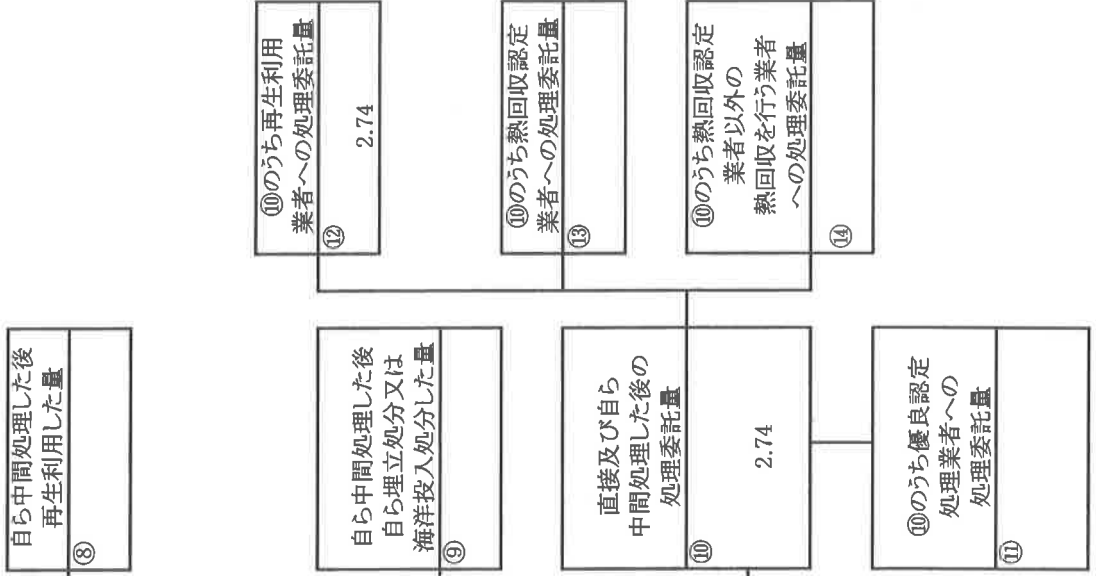 自ら中間処理した後
再生利用した量
⑧
自ら中間処理した後
自ら埋立処分又は
海洋投入処分した量
⑨
直接及び自ら
中間処理した後の
処理委託量
⑩
2.74
⑩のうち優良認定
処理業者への
処理委託量
⑪
⑩のうち再生利用
業者への処理委託量
⑫
2.74
⑩のうち熱回収認定
業者への処理委託量
⑬
⑩のうち熱回収認定
業者以外の
熱回収を行う業者
への処理委託量
⑭